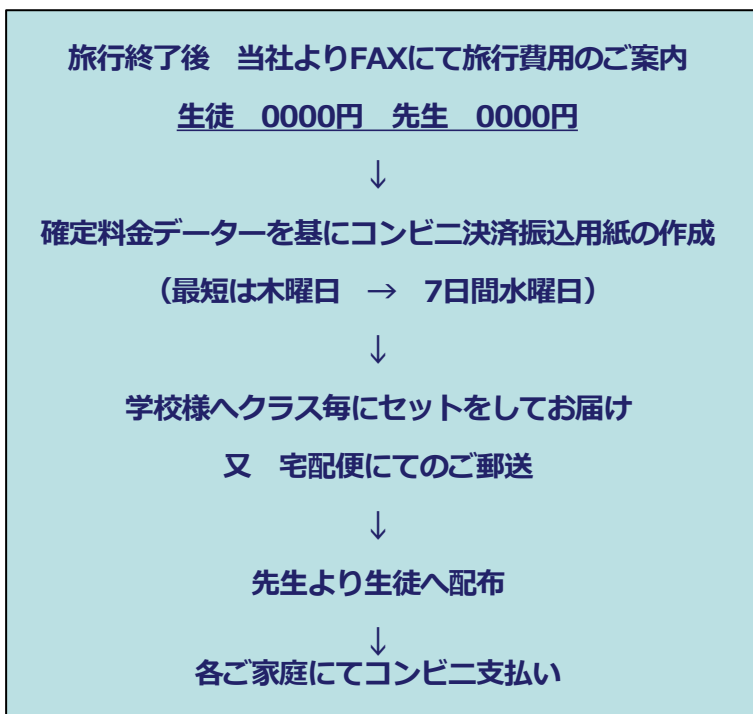 旅行終了後　当社よりFAXにて旅行費用のご案内
生徒　0000円　先生　0000円
↓
確定料金データーを基にコンビニ決済振込用紙の作成
（最短は木曜日　→　7日間水曜日）
↓
学校様へクラス毎にセットをしてお届け
又　宅配便にてのご郵送
↓
先生より生徒へ配布
↓
各ご家庭にてコンビニ支払い